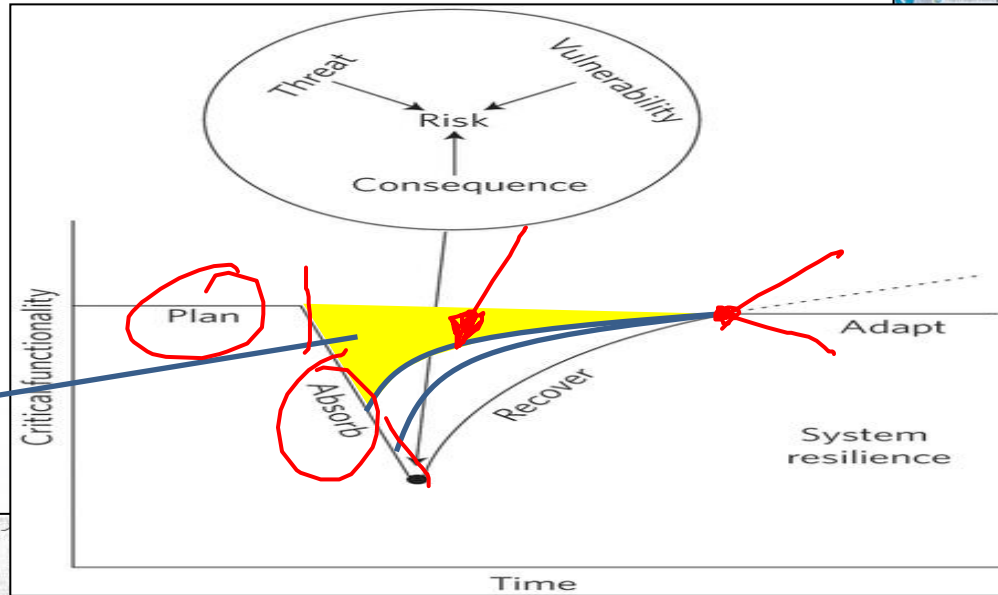 Threat
Vulnerability
Risk
Consequence
Critical functionality
Plan
Absorb
Recover
Adapt
System
resilience
Time